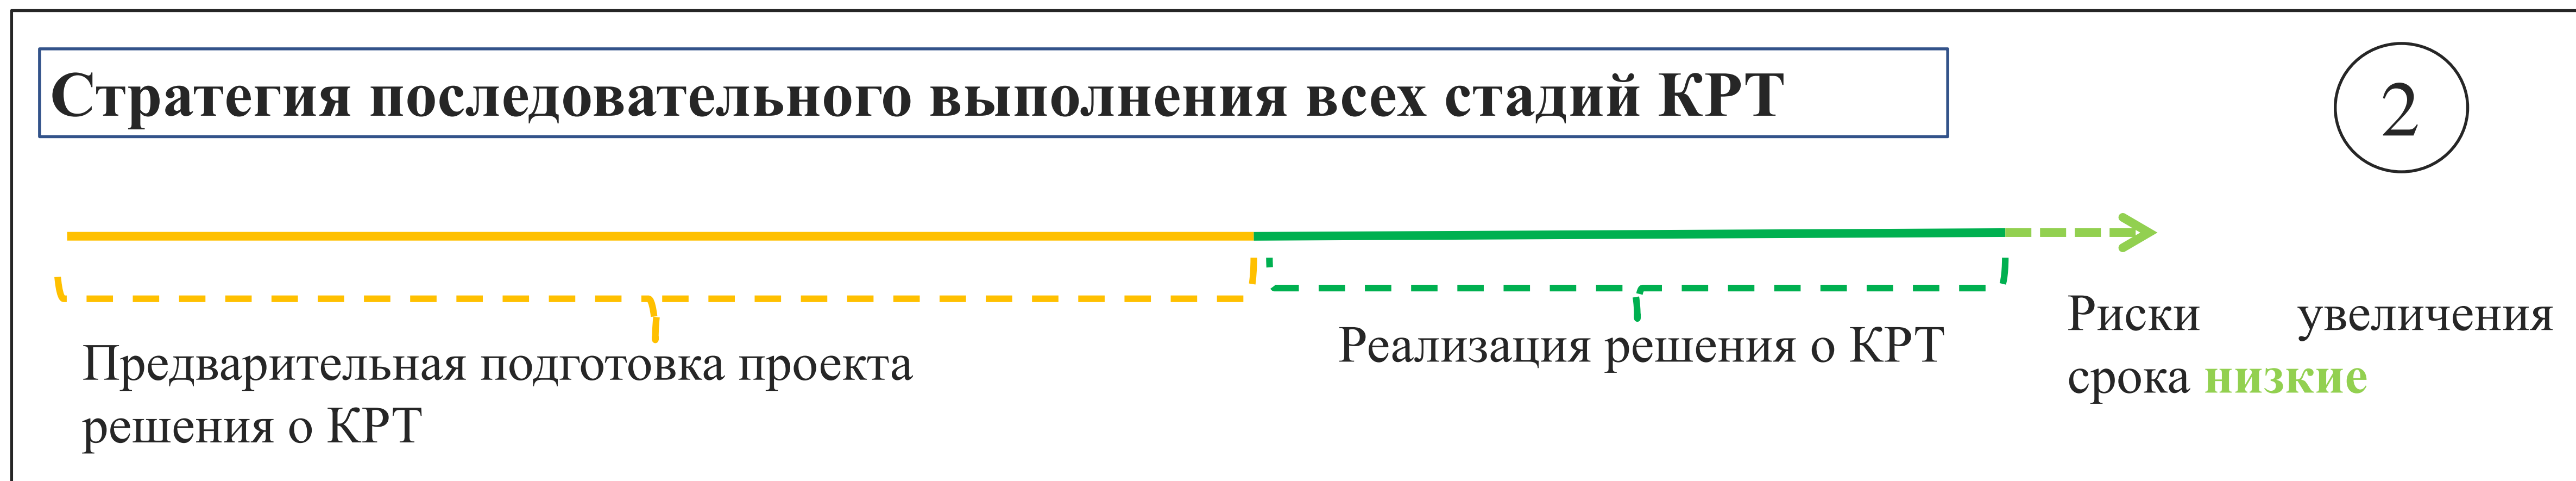 Стратегия последовательного выполнения всех стадий КРТ
2
Предварительная подготовка проекта
решения о КРТ
Реализация решения о КРТ
Риски увеличения
срока низкие